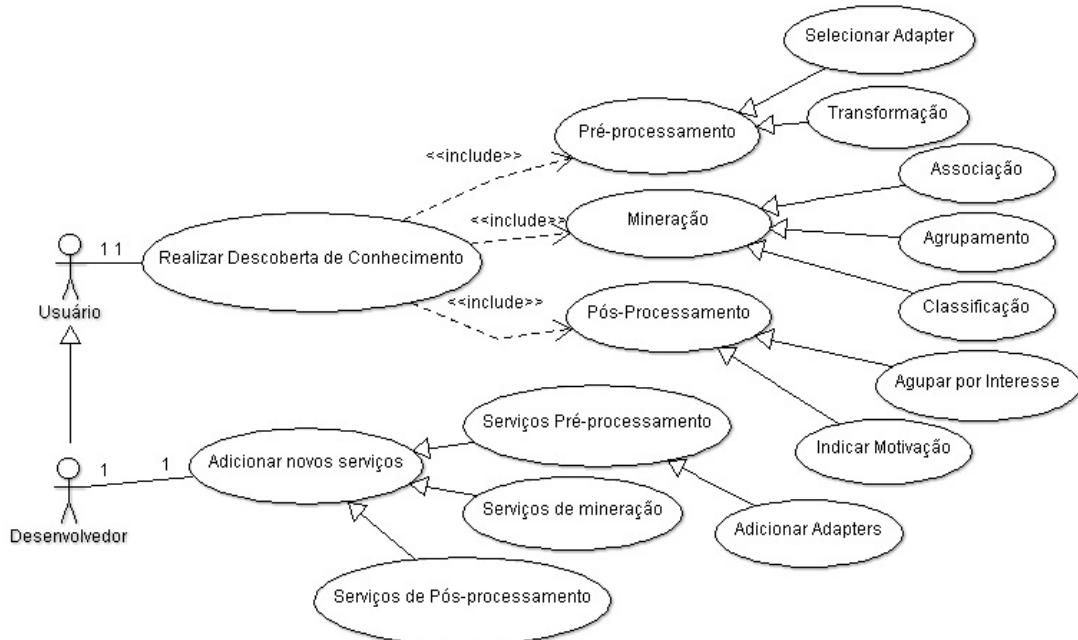 Selecionar Adapter
Pré-processamento
Transformação
<<include>>
Associação
<<include>>
Mineração
Agrupamento
1 1
Realizar Descoberta de Conhecimento
Usuário
<<include>>
Pós-Processamento
Classificação
Agupar por Interesse
Serviços Pré-processamento
Indicar Motivação
1
1
Adicionar novos serviços
Serviços de mineração
Adicionar Adapters
Desenvolvedor
Serviços de Pós-processamento